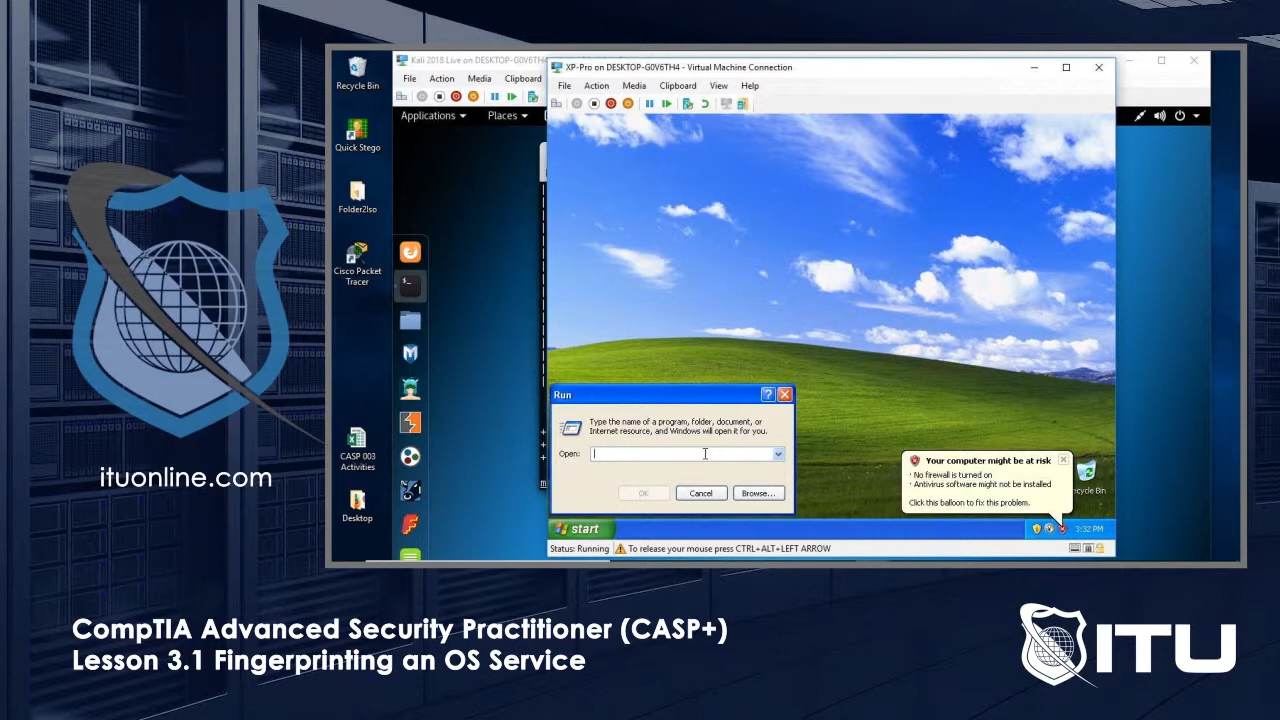 Recycle Bin
Quick Stego
Folder2Iso
Cisco Packet
Tracer
CASP 003
Activities
Desktop
Kali 2018 Live on DESKTOP-G0V6TH4
File Action Media Clipboard
Applications Places
XP-Pro on DESKTOP-G0V6TH4 - Virtual Machine Connection
File Action Media Clipboard View Help
Run
Type the name of a program, folder, document, or
Internet resource, and Windows will open it for you.
Open:
OK Cancel Browse...
Your computer might be at risk
· No firewall is turned on
· Antivirus software might not be installed
Click this balloon to fix this problem.
cycle Bin
start
3:32 PM
Status: Running To release your mouse press CTRL+ALT+LEFT ARROW
ituonline.com
CompTIA Advanced Security Practitioner (CASP+)
Lesson 3.1 Fingerprinting an OS Service
ITU